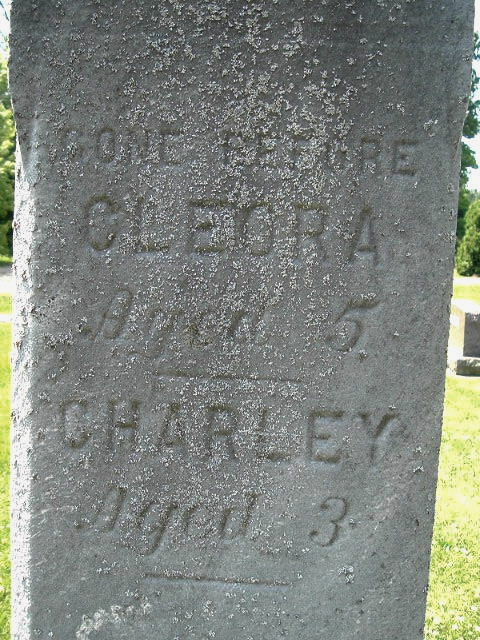 GONE BEFORE
CLEORA
Aged 5
CHARLEY
Aged 3